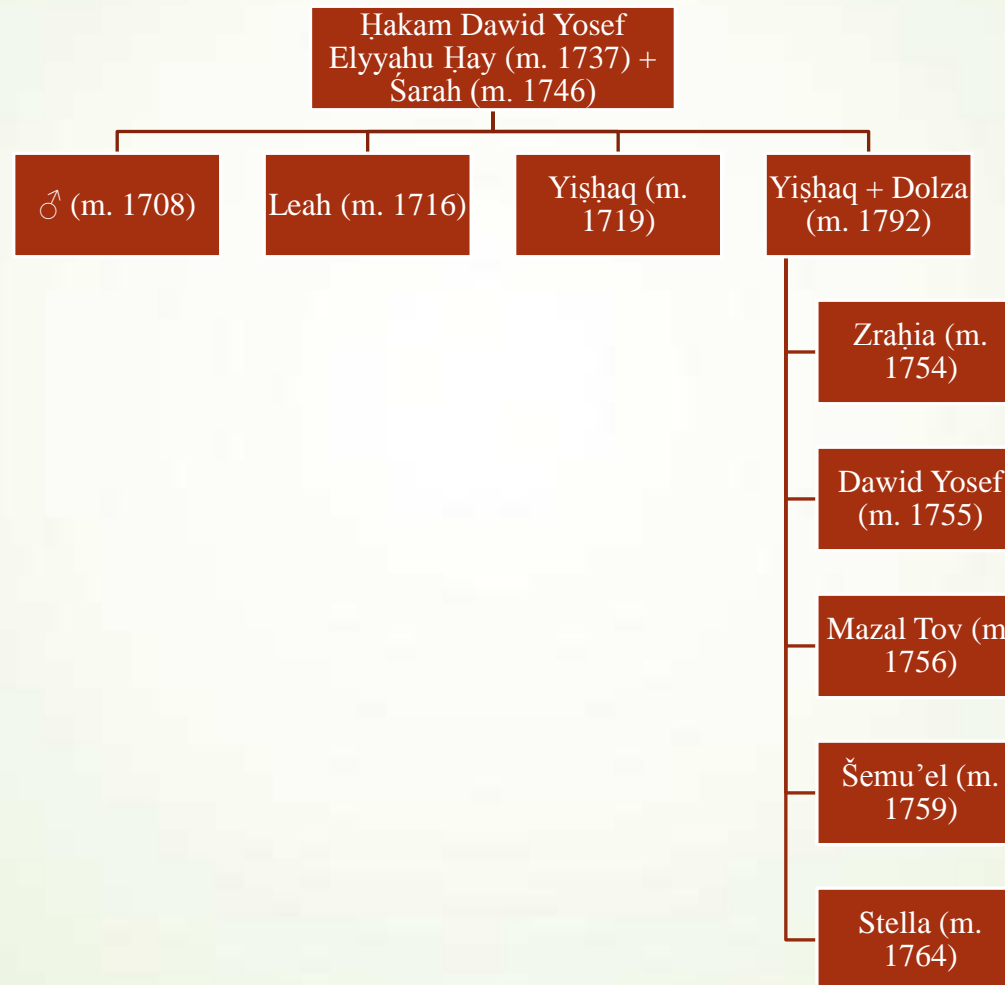 Ḥakam Dawid Yosef
Elyyahu Ḥay (m. 1737) +
Śarah (m. 1746)
♂ (m. 1708)
Leah (m. 1716)
Yiṣḥaq (m.
1719)
Yiṣḥaq + Dolza
(m. 1792)
Zraḥia (m.
1754)
Dawid Yosef
(m. 1755)
Mazal Tov (m
1756)
Šemu’el (m.
1759)
Stella (m.
1764)